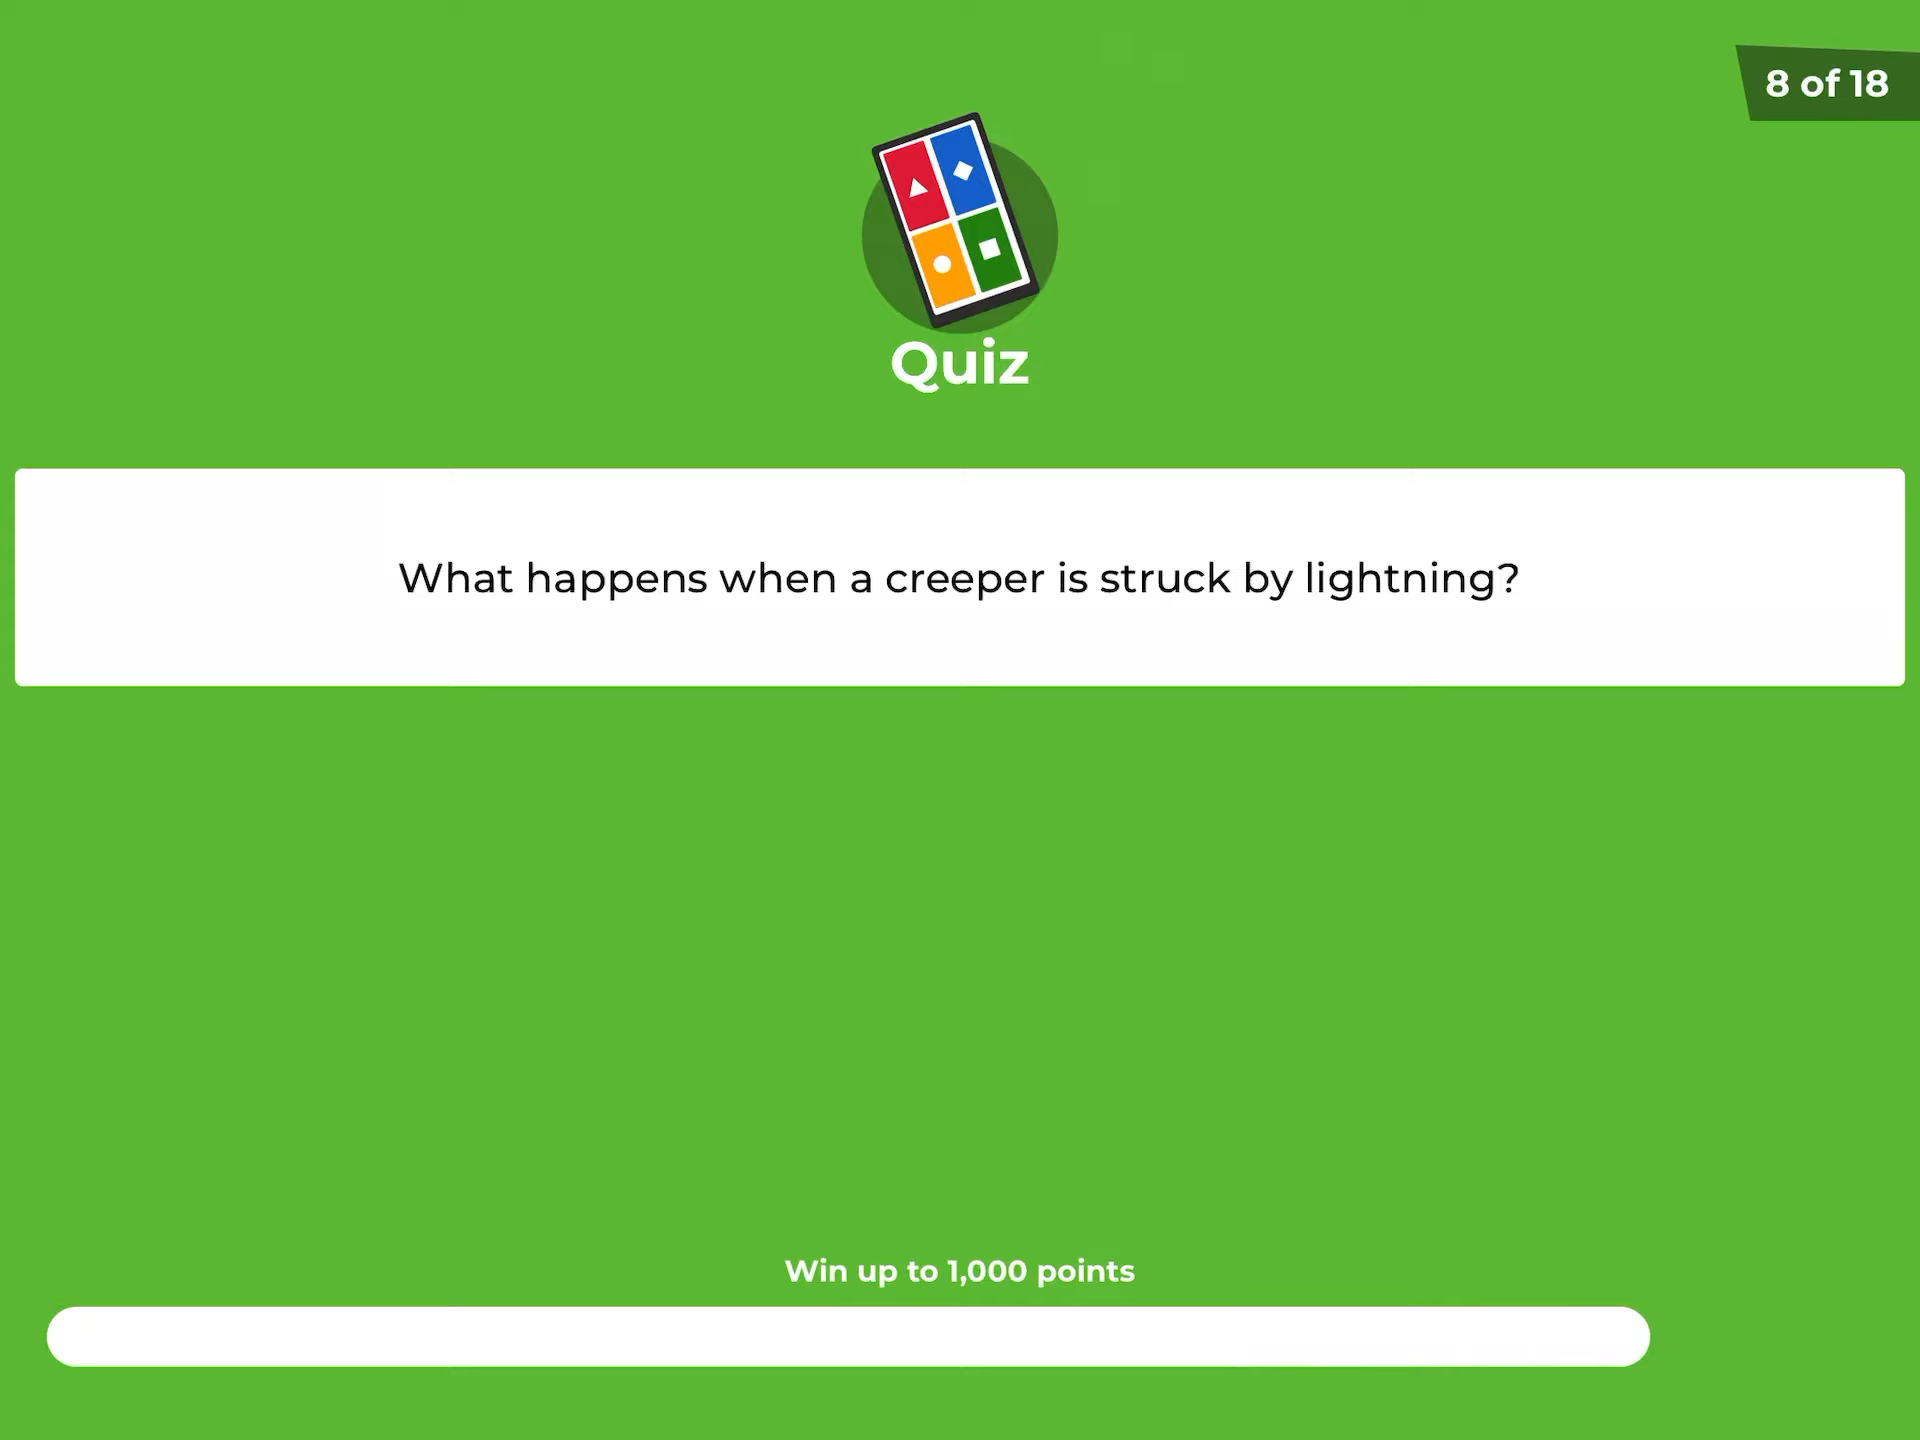 8 of 18
Quiz
What happens when a creeper is struck by lightning?
Win up to 1,000 points